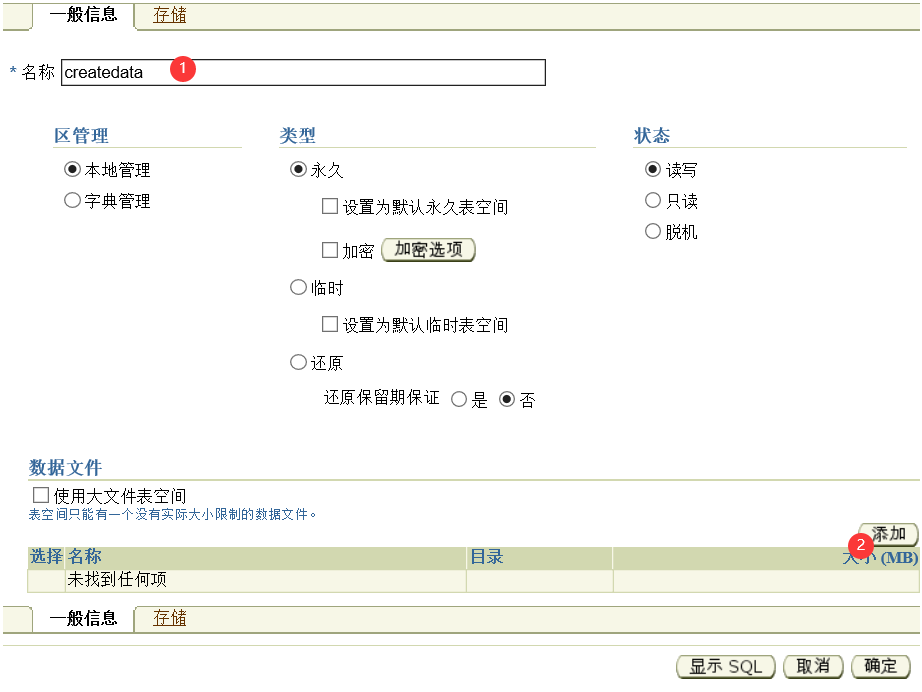 一般信息 存储
* 名称 createdata 1
区管理 类型 状态
本地管理 永久 读写
字典管理 设置为默认永久表空间 只读
加密 加密选项 脱机
临时
设置为默认临时表空间
还原
还原保留期保证 是 否
数据文件
使用大文件表空间
表空间只能有一个没有实际大小限制的数据文件。
添加
2
选择 名称 目录 大小 (MB)
未找到任何项
一般信息 存储
显示 SQL 取消 确定